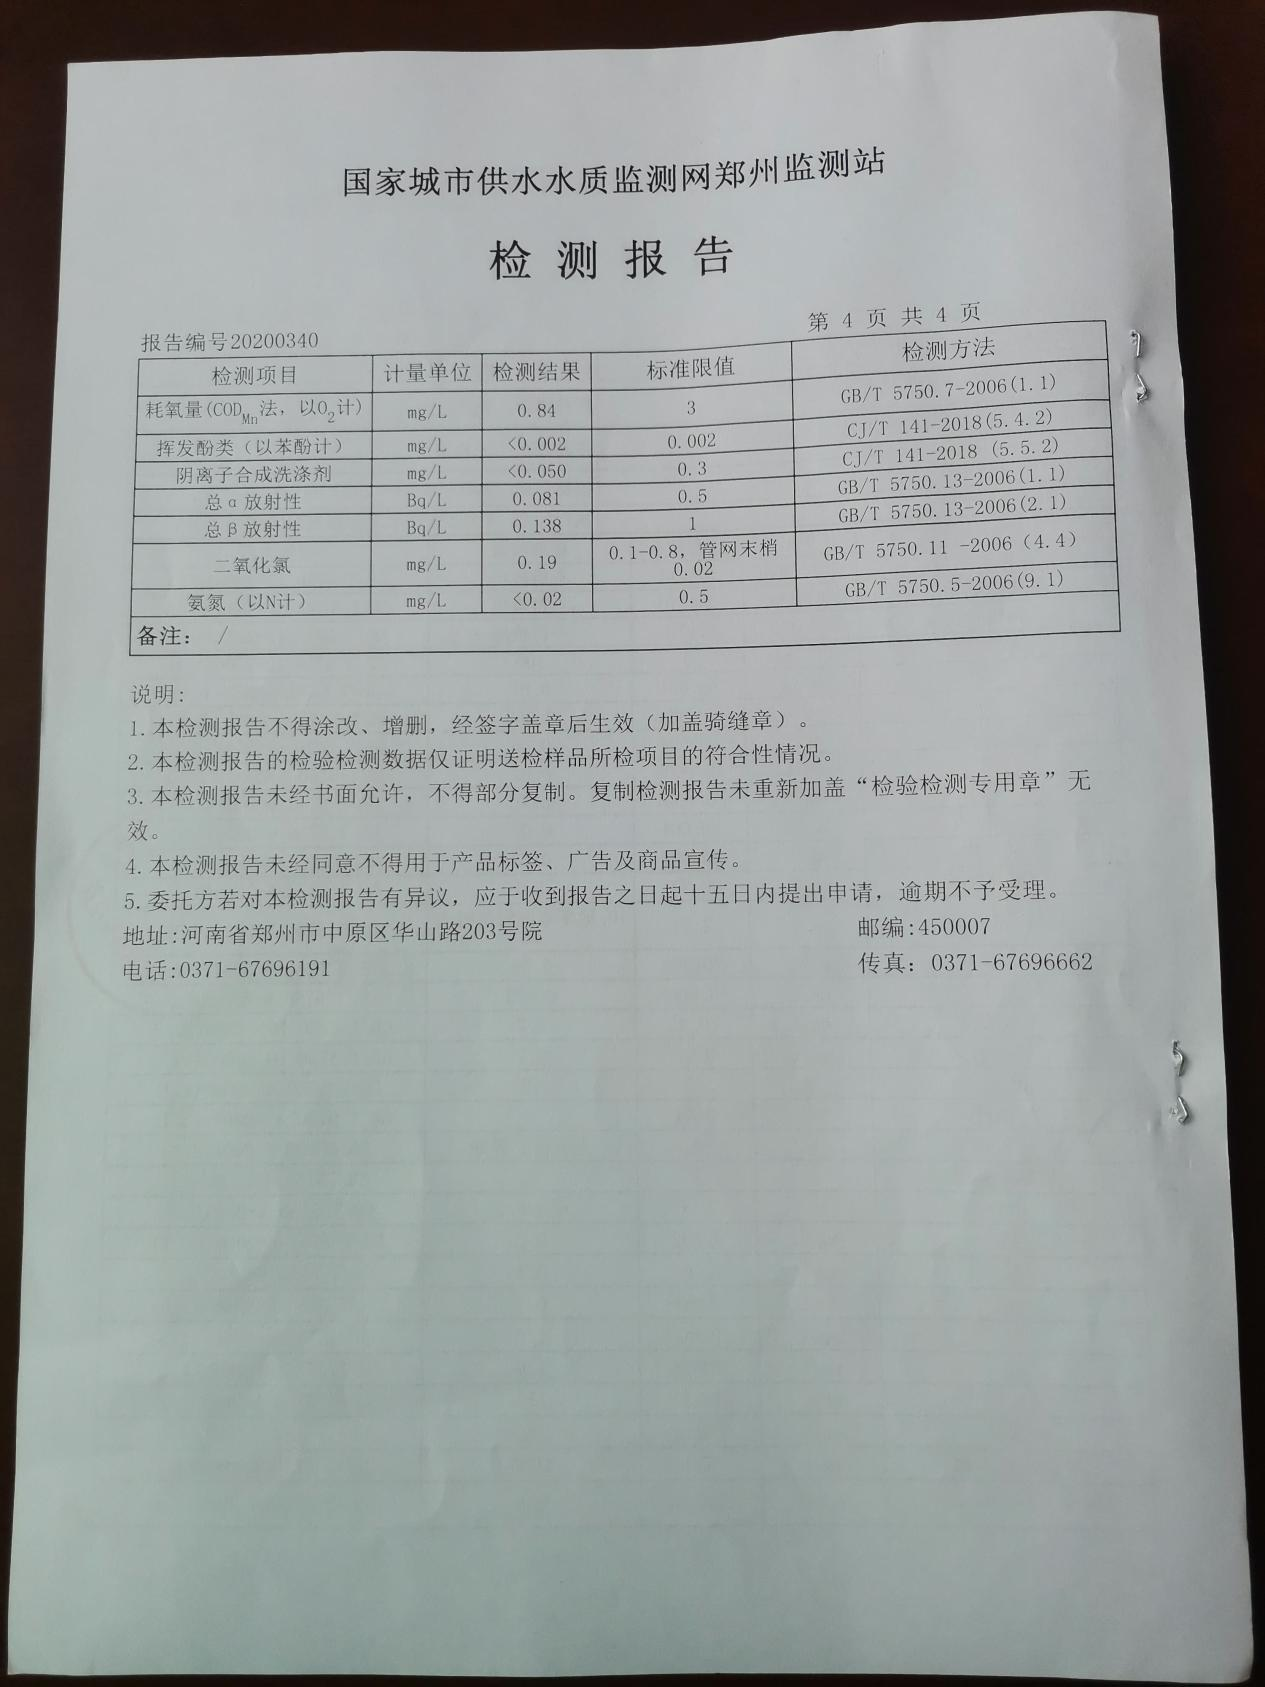 国家城市供水水质监测网郑州监测站
检测报告
报告编号20200340
第 4 页 共 4 页
检测项目 计量单位 检测结果 标准限值 检测方法
耗氧量(COD_Mn法，以O_2计) mg/L 0.84 3 GB/T 5750.7-2006(1.1)
挥发酚类（以苯酚计） mg/L <0.002 0.002 CJ/T 141-2018(5.4.2)
阴离子合成洗涤剂 mg/L <0.050 0.3 CJ/T 141-2018 (5.5.2)
总α放射性 Bq/L 0.081 0.5 GB/T 5750.13-2006(1.1)
总β放射性 Bq/L 0.138 1 GB/T 5750.13-2006(2.1)
二氧化氯 mg/L 0.19 0.1-0.8，管网末梢 0.02 GB/T 5750.11 -2006（4.4）
氨氮（以N计） mg/L <0.02 0.5 GB/T 5750.5-2006(9.1)
备注： /
说明:
1.本检测报告不得涂改、增删，经签字盖章后生效（加盖骑缝章）。
2.本检测报告的检验检测数据仅证明送检样品所检项目的符合性情况。
3.本检测报告未经书面允许，不得部分复制。复制检测报告未重新加盖“检验检测专用章”无
效。
4.本检测报告未经同意不得用于产品标签、广告及商品宣传。
5.委托方若对本检测报告有异议，应于收到报告之日起十五日内提出申请，逾期不予受理。
地址:河南省郑州市中原区华山路203号院 邮编:450007
电话:0371-67696191 传真：0371-67696662